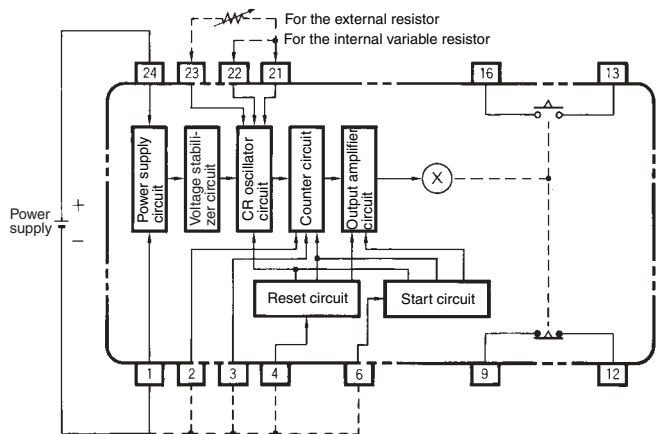 For the external resistor
For the internal variable resistor
24
23
22
21
16
13
Power supply
circuit
Voltage stabili-
zer circuit
CR oscillator
circuit
Counter circuit
Output amplifier
circuit
X
Power
supply
+
−
Reset circuit
Start circuit
1
2
3
4
6
9
12